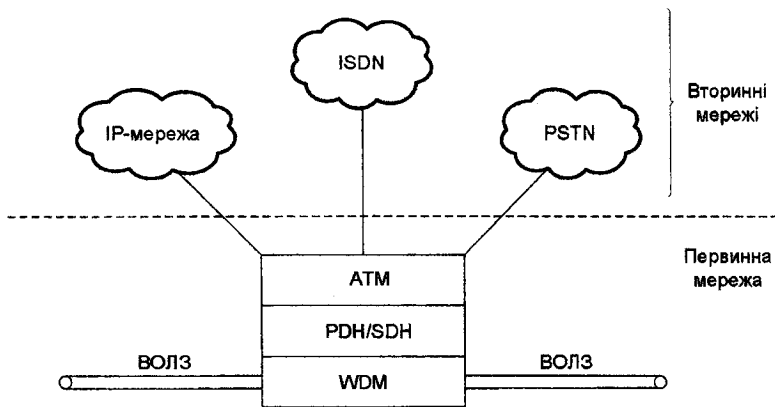 ISDN
Вторинні
мережі
IP-мережа
PSTN
Первинна
мережа
ATM
PDH/SDH
ВОЛЗ
ВОЛЗ
WDM